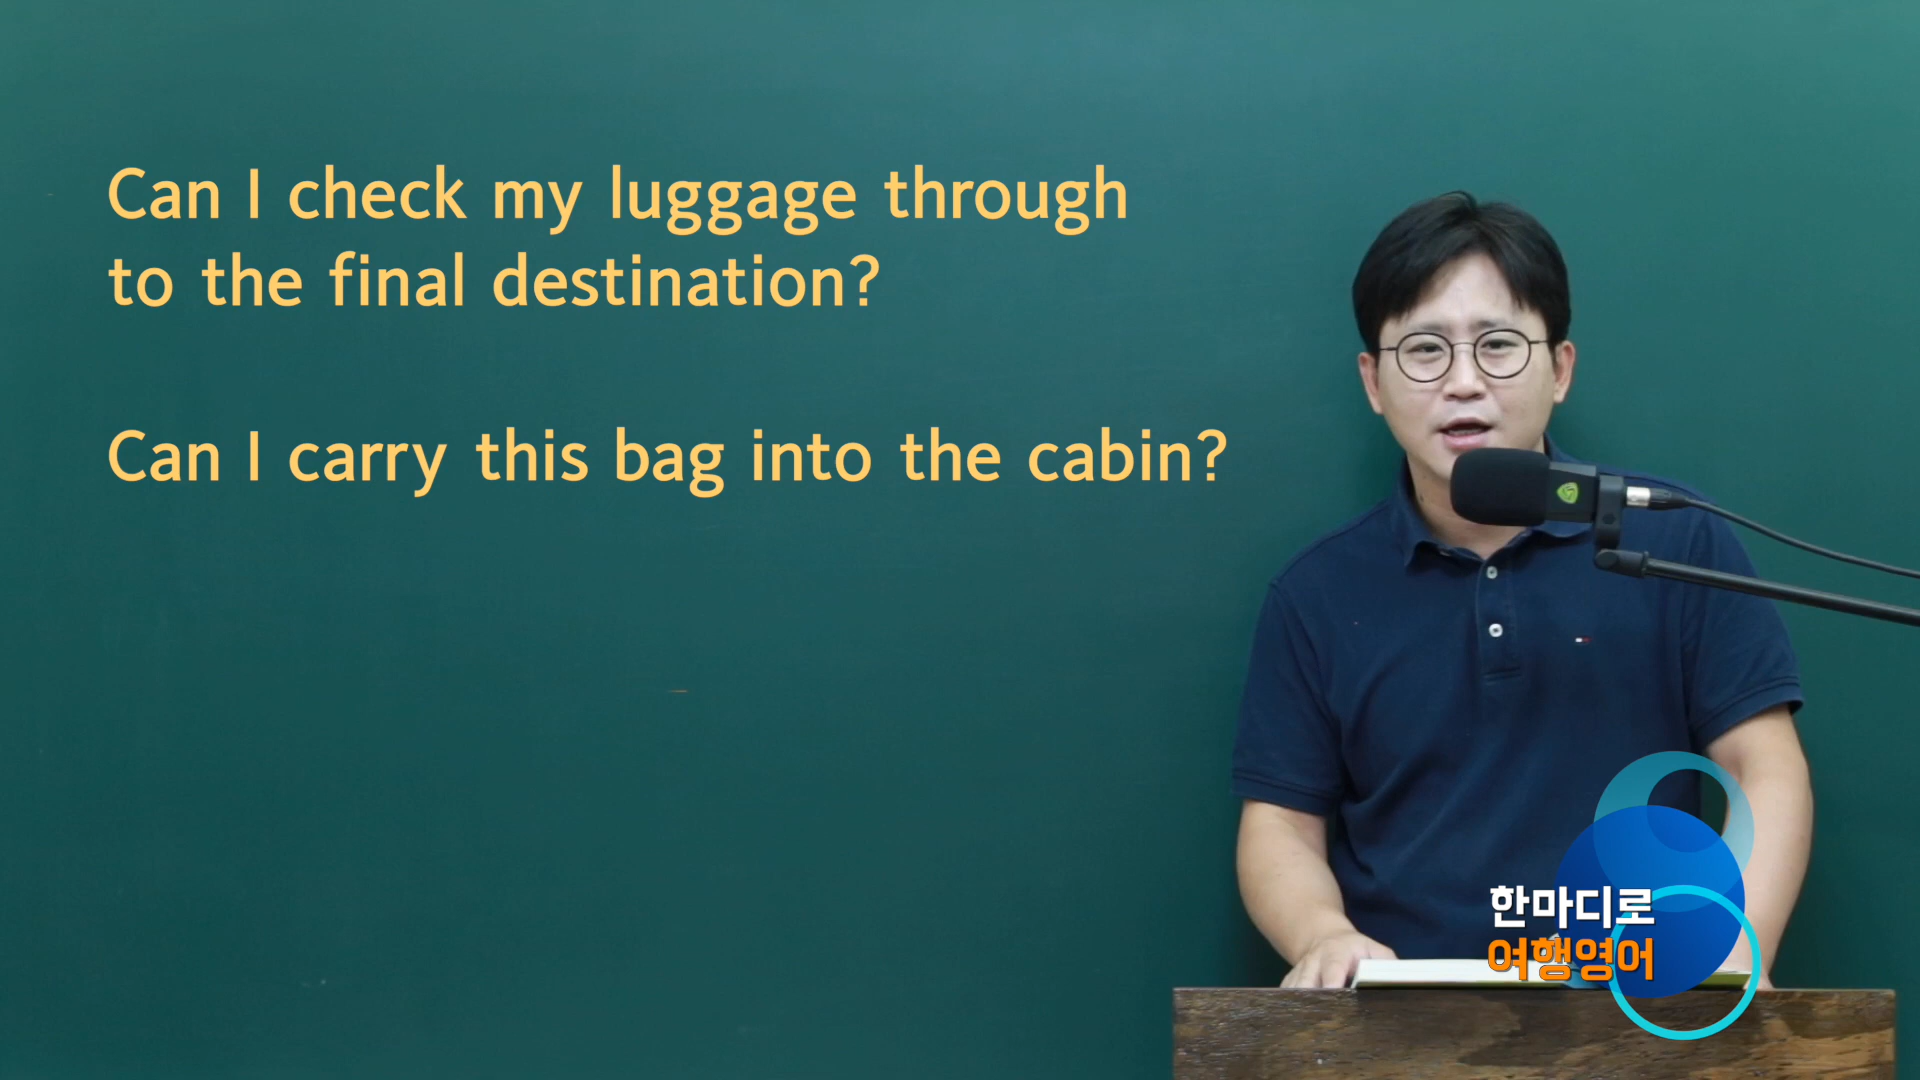 Can I check my luggage through
to the final destination?
Can I carry this bag into the cabin?
한마디로
여행영어